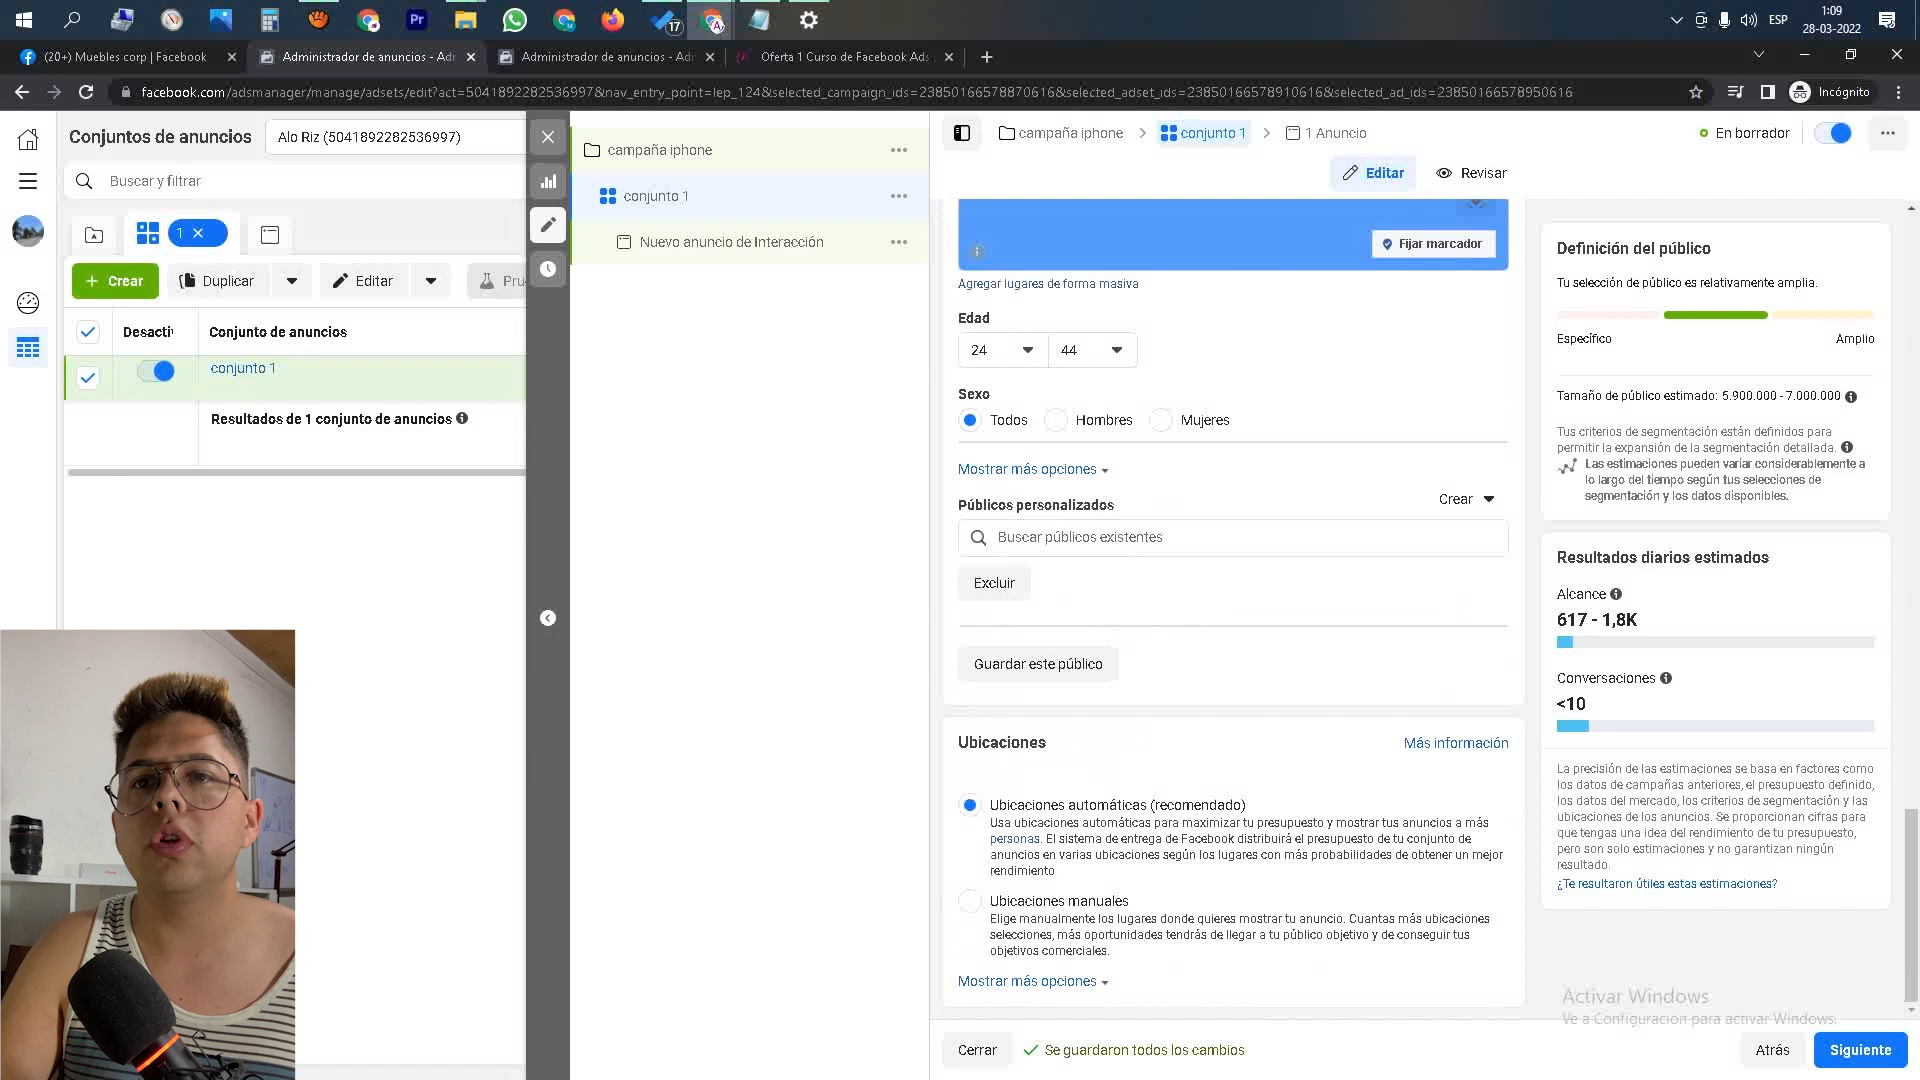 17
ESP
1:09
28-03-2022
(20+) Muebles corp | Facebook
Administrador de anuncios - Adr
Administrador de anuncios - Ad
Oferta 1 Curso de Facebook Ads
facebook.com/adsmanager/manage/adsets/edit?act=5041892282536997&nav_entry_point=lep_124&selected_campaign_ids=23850166578870616&selected_adset_ids=23850166578910616&selected_ad_ids=23850166578950616
Incógnito
Conjuntos de anuncios
Alo Riz (5041892282536997)
Buscar y filtrar
1
+ Crear
Duplicar
Editar
Pru
Desacti
Conjunto de anuncios
conjunto 1
Resultados de 1 conjunto de anuncios
campaña iphone
conjunto 1
Nuevo anuncio de Interacción
campaña iphone
conjunto 1
1 Anuncio
En borrador
Editar
Revisar
Fijar marcador
Agregar lugares de forma masiva
Edad
24
44
Sexo
Todos
Hombres
Mujeres
Mostrar más opciones
Públicos personalizados
Crear
Buscar públicos existentes
Excluir
Guardar este público
Ubicaciones
Más información
Ubicaciones automáticas (recomendado)
Usa ubicaciones automáticas para maximizar tu presupuesto y mostrar tus anuncios a más
personas. El sistema de entrega de Facebook distribuirá el presupuesto de tu conjunto de
anuncios en varias ubicaciones según los lugares con más probabilidades de obtener un mejor
rendimiento
Ubicaciones manuales
Elige manualmente los lugares donde quieres mostrar tu anuncio. Cuantas más ubicaciones
selecciones, más oportunidades tendrás de llegar a tu público objetivo y de conseguir tus
objetivos comerciales.
Mostrar más opciones
Cerrar
Se guardaron todos los cambios
Atrás
Siguiente
Definición del público
Tu selección de público es relativamente amplia.
Específico
Amplio
Tamaño de público estimado: 5.900.000 - 7.000.000
Tus criterios de segmentación están definidos para
permitir la expansión de la segmentación detallada.
Las estimaciones pueden variar considerablemente a
lo largo del tiempo según tus selecciones de
segmentación y los datos disponibles.
Resultados diarios estimados
Alcance
617 - 1,8K
Conversaciones
<10
La precisión de las estimaciones se basa en factores como
los datos de campañas anteriores, el presupuesto definido,
los datos del mercado, los criterios de segmentación y las
ubicaciones de los anuncios. Se proporcionan cifras para
que tengas una idea del rendimiento de tu presupuesto,
pero son solo estimaciones y no garantizan ningún
resultado.
¿Te resultaron útiles estas estimaciones?
Activar Windows
Ve a Configuración para activar Windows.